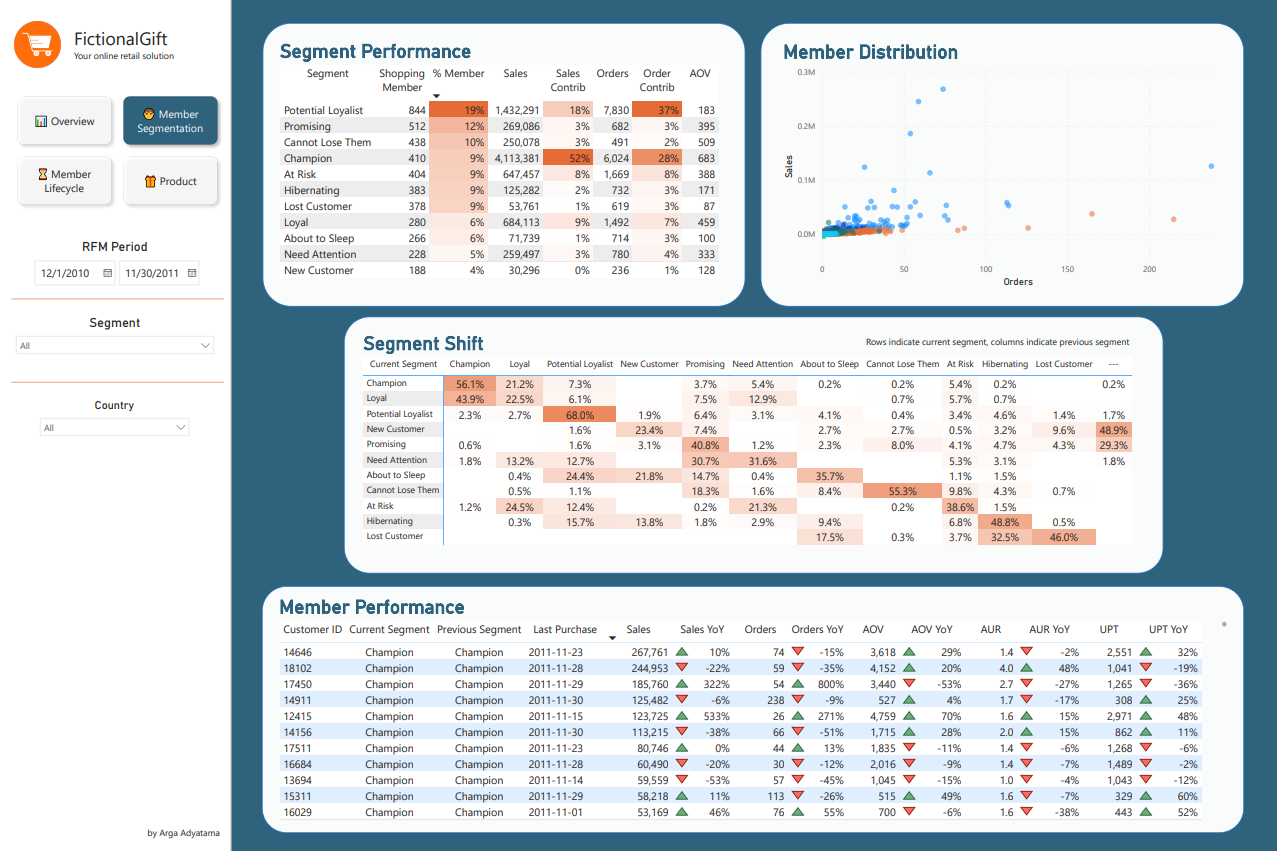 FictionalGift
Your online retail solution
Overview
Member Segmentation
Member Lifecycle
Product
RFM Period
12/1/2010 11/30/2011
Segment
All
Country
All
by Arga Adyatama
Segment Performance
Segment Shopping Member % Member Sales Sales Contrib Orders Order Contrib AOV
Potential Loyalist 844 19% 1,432,291 18% 7,830 37% 183
Promising 512 12% 269,086 3% 682 3% 395
Cannot Lose Them 438 10% 250,078 3% 491 2% 509
Champion 410 9% 4,113,381 52% 6,024 28% 683
At Risk 404 9% 647,457 8% 1,669 8% 388
Hibernating 383 9% 125,282 2% 732 3% 171
Lost Customer 378 9% 53,761 1% 619 3% 87
Loyal 280 6% 684,113 9% 1,492 7% 459
About to Sleep 266 6% 71,739 1% 714 3% 100
Need Attention 228 5% 259,497 3% 780 4% 333
New Customer 188 4% 30,296 0% 236 1% 128
Member Distribution
Sales
0.3M
0.2M
0.1M
0.0M
0 50 100 150 200
Orders
Segment Shift
Rows indicate current segment, columns indicate previous segment
Current Segment Champion Loyal Potential Loyalist New Customer Promising Need Attention About to Sleep Cannot Lose Them At Risk Hibernating Lost Customer ---
Champion 56.1% 21.2% 7.3% 3.7% 5.4% 0.2% 0.2% 5.4% 0.2% 0.2%
Loyal 43.9% 22.5% 6.1% 7.5% 12.9% 0.7% 5.7% 0.7%
Potential Loyalist 2.3% 2.7% 68.0% 1.9% 6.4% 3.1% 4.1% 0.4% 3.4% 4.6% 1.4% 1.7%
New Customer 1.6% 23.4% 7.4% 2.7% 2.7% 0.5% 3.2% 9.6% 48.9%
Promising 0.6% 1.6% 3.1% 40.8% 1.2% 2.3% 8.0% 4.1% 4.7% 4.3% 29.3%
Need Attention 1.8% 13.2% 12.7% 30.7% 31.6% 5.3% 3.1% 1.8%
About to Sleep 0.4% 24.4% 21.8% 14.7% 0.4% 35.7% 1.1% 1.5%
Cannot Lose Them 0.5% 1.1% 18.3% 1.6% 8.4% 55.3% 9.8% 4.3% 0.7%
At Risk 1.2% 24.5% 12.4% 0.2% 21.3% 0.2% 38.6% 1.5%
Hibernating 0.3% 15.7% 13.8% 1.8% 2.9% 9.4% 6.8% 48.8% 0.5%
Lost Customer 17.5% 0.3% 3.7% 32.5% 46.0%
Member Performance
Customer ID Current Segment Previous Segment Last Purchase Sales Sales YoY Orders Orders YoY AOV AOV YoY AUR AUR YoY UPT UPT YoY
14646 Champion Champion 2011-11-23 267,761 10% 74 -15% 3,618 29% 1.4 -2% 2,551 32%
18102 Champion Champion 2011-11-28 244,953 -22% 59 -35% 4,152 20% 4.0 48% 1,041 -19%
17450 Champion Champion 2011-11-29 185,760 322% 54 800% 3,440 -53% 2.7 -27% 1,265 -36%
14911 Champion Champion 2011-11-30 125,482 -6% 238 -9% 527 4% 1.7 -17% 308 25%
12415 Champion Champion 2011-11-15 123,725 533% 26 271% 4,759 70% 1.6 15% 2,971 48%
14156 Champion Champion 2011-11-30 113,215 -38% 66 -51% 1,715 28% 2.0 15% 862 11%
17511 Champion Champion 2011-11-23 80,746 0% 44 13% 1,835 -11% 1.4 -6% 1,268 -6%
16684 Champion Champion 2011-11-28 60,490 -20% 30 -12% 2,016 -9% 1.4 -7% 1,489 -2%
13694 Champion Champion 2011-11-14 59,559 -53% 57 -45% 1,045 -15% 1.0 -4% 1,043 -12%
15311 Champion Champion 2011-11-29 58,218 11% 113 -26% 515 49% 1.6 -7% 329 60%
16029 Champion Champion 2011-11-01 53,169 46% 76 55% 700 -6% 1.6 -38% 443 52%